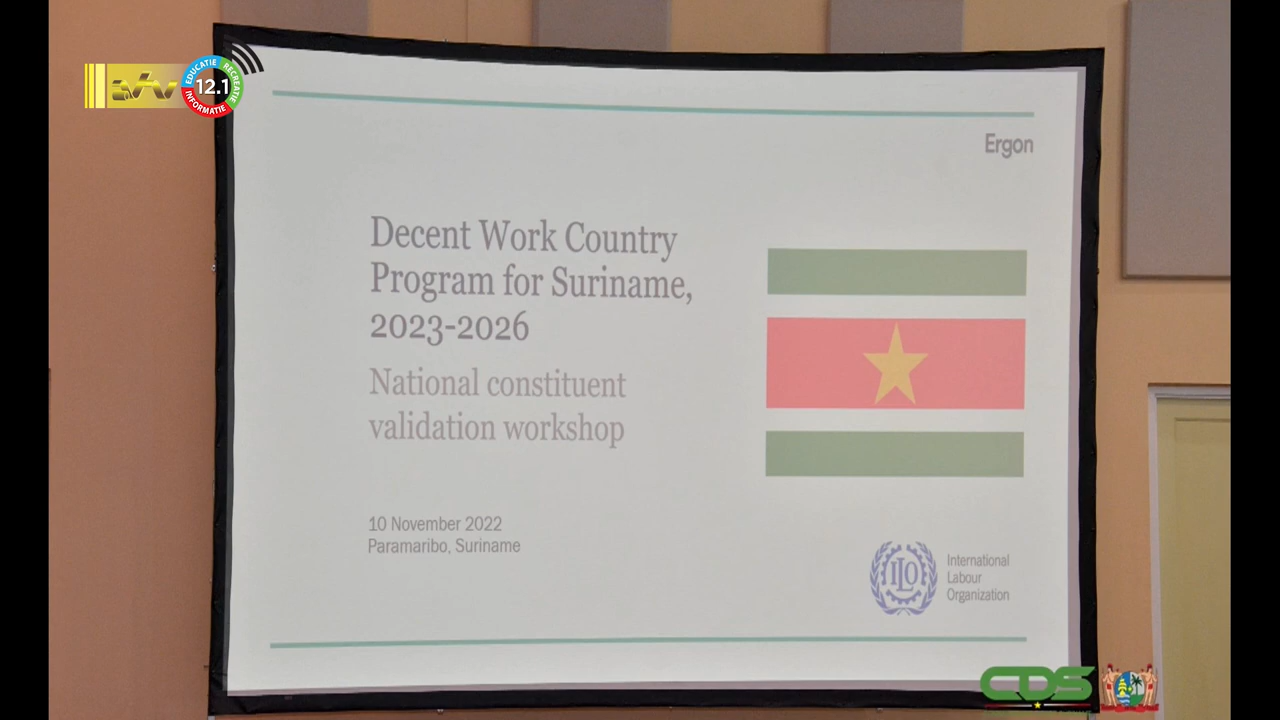 ATV
EDUCATIE
RECREATIE
INFORMATIE
12.1
Ergon
Decent Work Country
Program for Suriname,
2023-2026
National constituent
validation workshop
10 November 2022
Paramaribo, Suriname
ILO
International
Labour
Organization
CDS